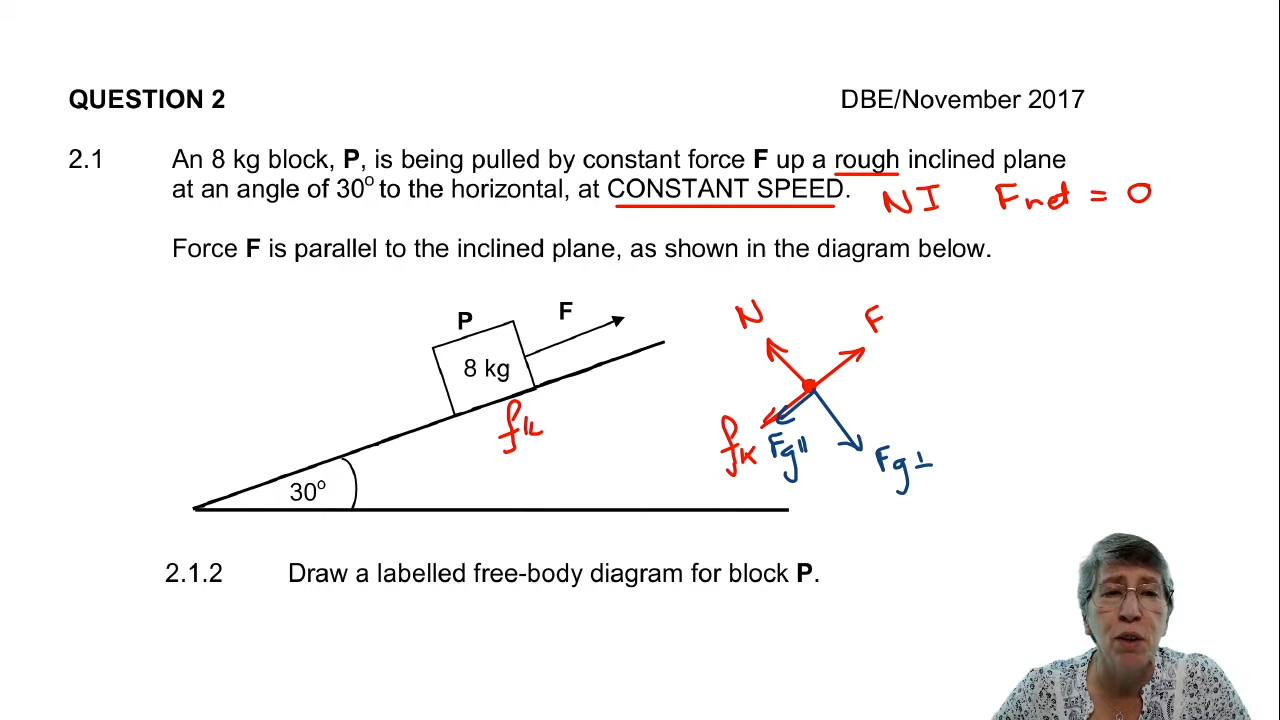 QUESTION 2 DBE/November 2017
2.1 An 8 kg block, P, is being pulled by constant force F up a rough inclined plane
at an angle of 30° to the horizontal, at CONSTANT SPEED. NI Fnet = 0
Force F is parallel to the inclined plane, as shown in the diagram below.
P F N F
8 kg
fk fk Fg|| Fg⊥
30°
2.1.2 Draw a labelled free-body diagram for block P.